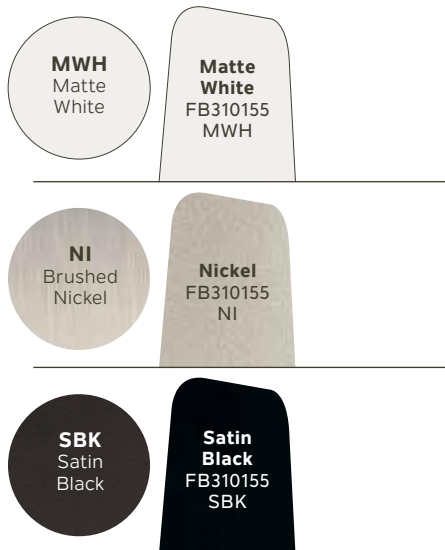 MWH
Matte
White
Matte
White
FB310155
MWH
NI
Brushed
Nickel
Nickel
FB310155
NI
SBK
Satin
Black
Satin
Black
FB310155
SBK